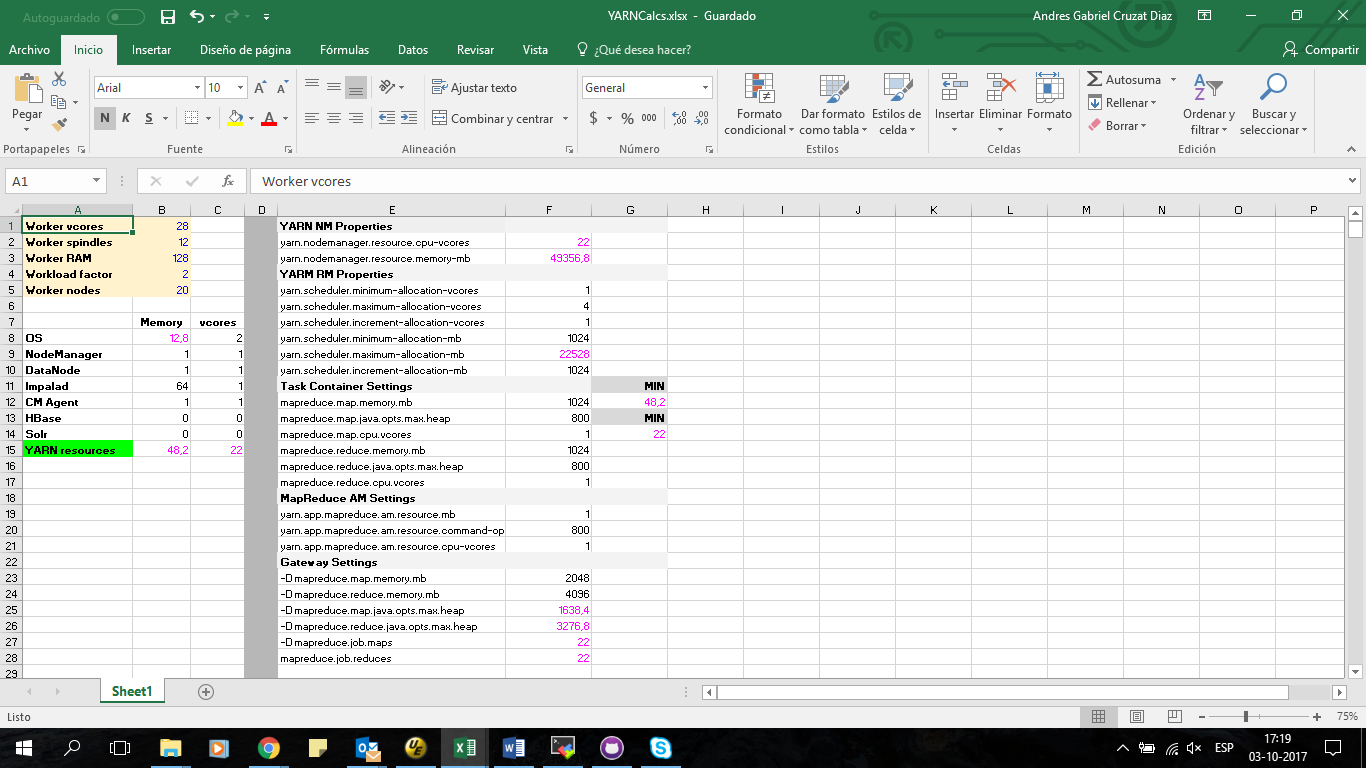 Autoguardado YARNCalcs.xlsx - Guardado Andres Gabriel Cruzat Diaz
Archivo Inicio Insertar Diseño de página Fórmulas Datos Revisar Vista ¿Qué desea hacer? Compartir
Pegar
Arial 10
N K S
Ajustar texto
Combinar y centrar
General
$ % 000
Formato condicional
Dar formato como tabla
Estilos de celda
Insertar Eliminar Formato
Autosuma
Rellenar
Borrar
Ordenar y filtrar
Buscar y seleccionar
Portapapeles Fuente Alineación Número Estilos Celdas Edición
A1 fx Worker vcores
A B C D E F G H I J K L M N O P
1 Worker vcores 28 YARN NM Properties
2 Worker spindles 12 yarn.nodemanager.resource.cpu-vcores 22
3 Worker RAM 128 yarn.nodemanager.resource.memory-mb 49356,8
4 Workload factor 2 YARM RM Properties
5 Worker nodes 20 yarn.scheduler.minimum-allocation-vcores 1
6 yarn.scheduler.maximum-allocation-vcores 4
7 Memory vcores yarn.scheduler.increment-allocation-vcores 1
8 OS 12,8 2 yarn.scheduler.minimum-allocation-mb 1024
9 NodeManager 1 1 yarn.scheduler.maximum-allocation-mb 22528
10 DataNode 1 1 yarn.scheduler.increment-allocation-mb 1024
11 Impalad 64 1 Task Container Settings MIN
12 CM Agent 1 1 mapreduce.map.memory.mb 1024 48,2
13 HBase 0 0 mapreduce.map.java.opts.max.heap 800 MIN
14 Solr 0 0 mapreduce.map.cpu.vcores 1 22
15 YARN resources 48,2 22 mapreduce.reduce.memory.mb 1024
16 mapreduce.reduce.java.opts.max.heap 800
17 mapreduce.reduce.cpu.vcores 1
18 MapReduce AM Settings
19 yarn.app.mapreduce.am.resource.mb 1
20 yarn.app.mapreduce.am.resource.command-op 800
21 yarn.app.mapreduce.am.resource.cpu-vcores 1
22 Gateway Settings
23 -D mapreduce.map.memory.mb 2048
24 -D mapreduce.reduce.memory.mb 4096
25 -D mapreduce.map.java.opts.max.heap 1638,4
26 -D mapreduce.reduce.java.opts.max.heap 3276,8
27 -D mapreduce.job.maps 22
28 mapreduce.job.reduces 22
29
Sheet1
Listo 75%
ESP 17:19
03-10-2017